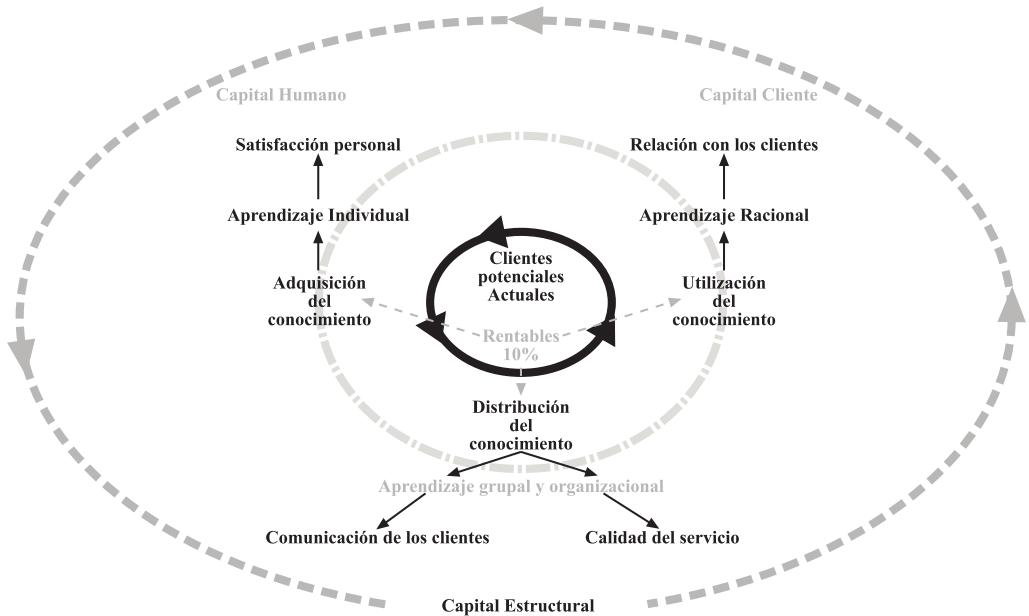 Capital Humano
Capital Cliente
Satisfacción personal
Relación con los clientes
Aprendizaje Individual
Aprendizaje Racional
Clientes
potenciales
Actuales
Adquisición
del
conocimiento
Utilización
del
conocimiento
Rentables
10%
Distribución
del
conocimiento
Aprendizaje grupal y organizacional
Comunicación de los clientes
Calidad del servicio
Capital Estructural